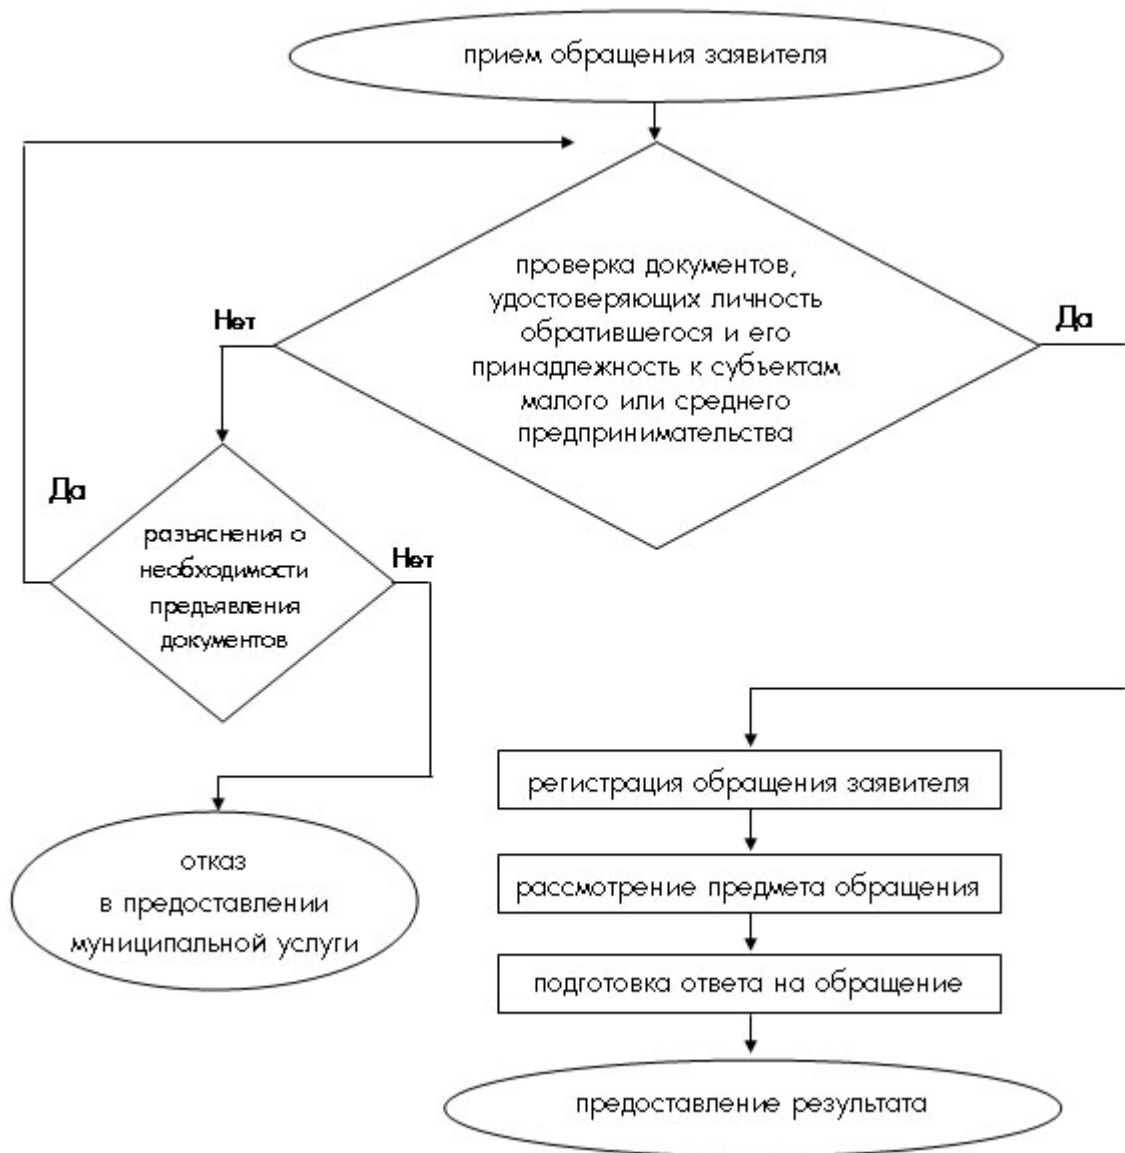 прием обращения заявителя
проверка документов,
удостоверяющих личность
обратившегося и его
принадлежность к субъектам
малого или среднего
предпринимательства
Нет
Да
Да
разъяснения о
необходимости
предъявления
документов
Нет
регистрация обращения заявителя
отказ
в предоставлении
муниципальной услуги
рассмотрение предмета обращения
подготовка ответа на обращение
предоставление результата